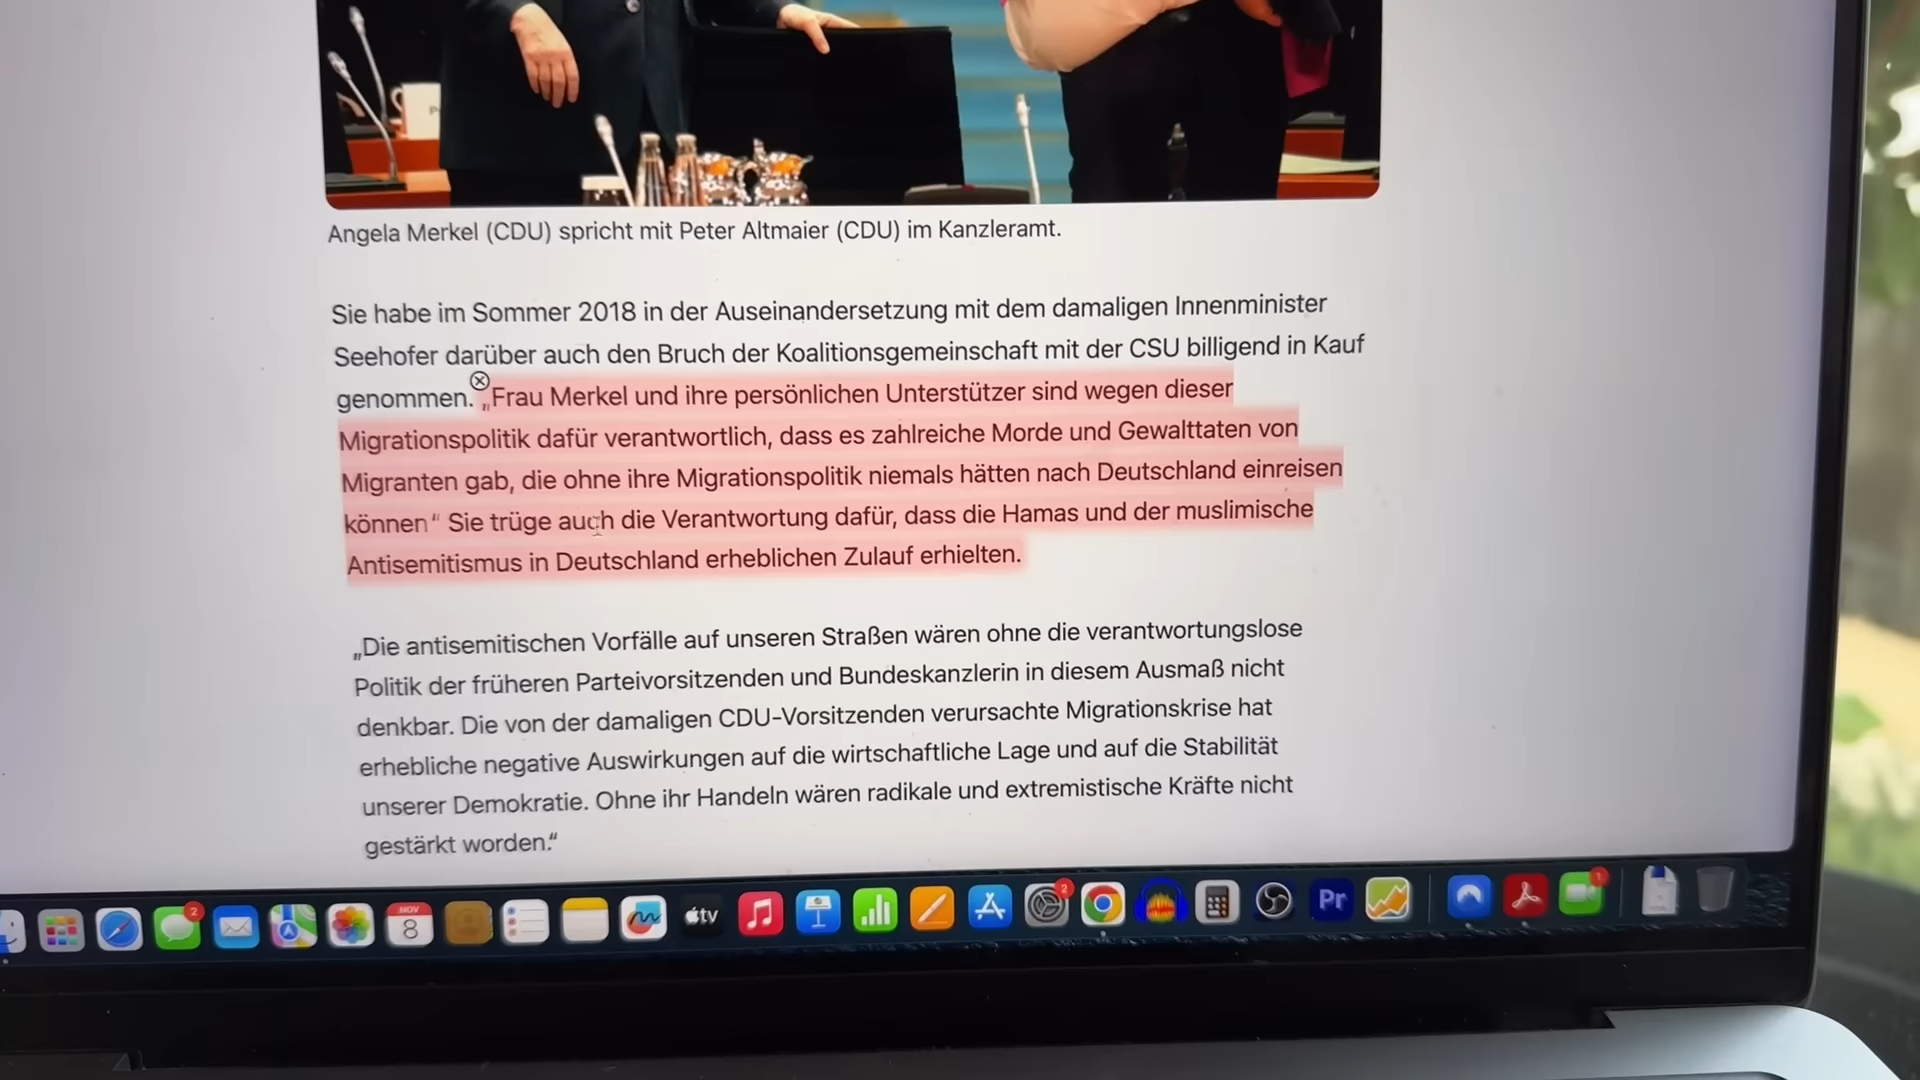 Angela Merkel (CDU) spricht mit Peter Altmaier (CDU) im Kanzleramt.
Sie habe im Sommer 2018 in der Auseinandersetzung mit dem damaligen Innenminister
Seehofer darüber auch den Bruch der Koalitionsgemeinschaft mit der CSU billigend in Kauf
genommen. „Frau Merkel und ihre persönlichen Unterstützer sind wegen dieser
Migrationspolitik dafür verantwortlich, dass es zahlreiche Morde und Gewalttaten von
Migranten gab, die ohne ihre Migrationspolitik niemals hätten nach Deutschland einreisen
können“ Sie trüge auch die Verantwortung dafür, dass die Hamas und der muslimische
Antisemitismus in Deutschland erheblichen Zulauf erhielten.
„Die antisemitischen Vorfälle auf unseren Straßen wären ohne die verantwortungslose
Politik der früheren Parteivorsitzenden und Bundeskanzlerin in diesem Ausmaß nicht
denkbar. Die von der damaligen CDU-Vorsitzenden verursachte Migrationskrise hat
erhebliche negative Auswirkungen auf die wirtschaftliche Lage und auf die Stabilität
unserer Demokratie. Ohne ihr Handeln wären radikale und extremistische Kräfte nicht
gestärkt worden.“
2
NOV
8
tv
2
Pr
1